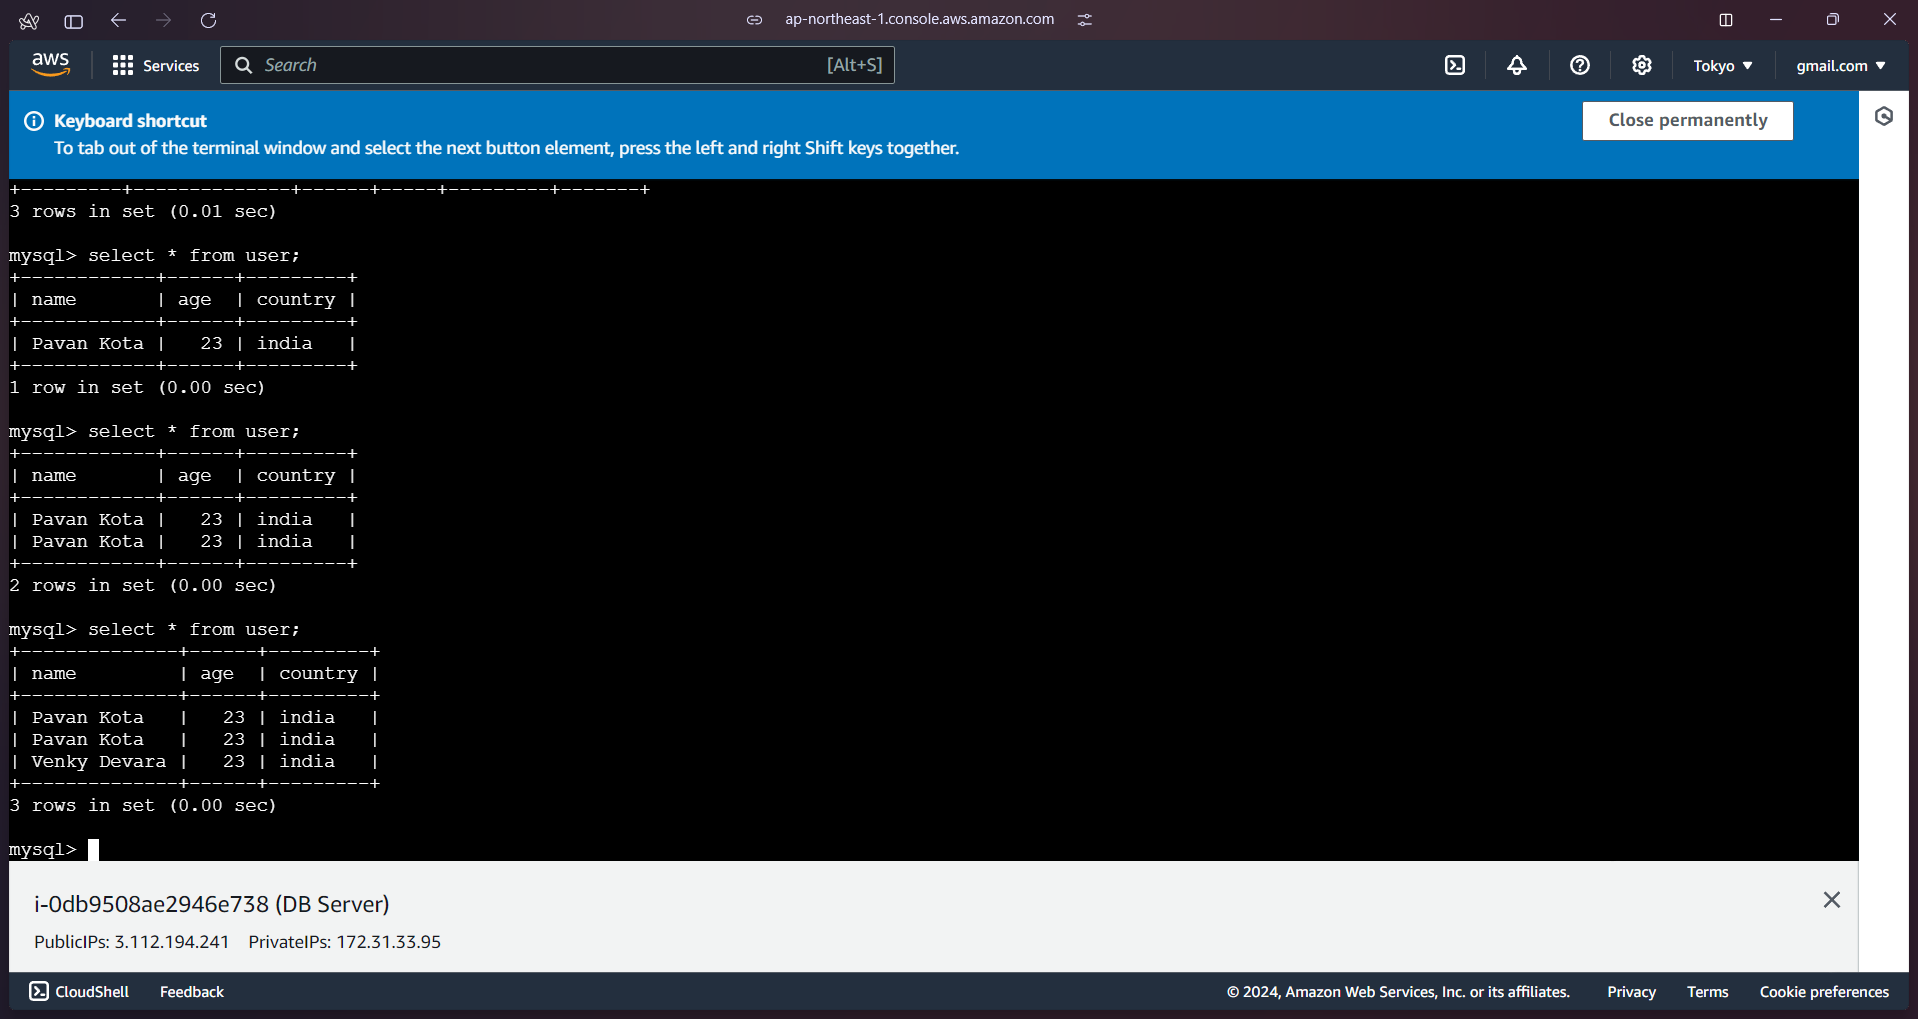 ap-northeast-1.console.aws.amazon.com
aws Services Search [Alt+S] Tokyo gmail.com
Keyboard shortcut Close permanently
To tab out of the terminal window and select the next button element, press the left and right Shift keys together.
+---------+--------------+------+-----+---------+-------+
3 rows in set (0.01 sec)
mysql> select * from user;
+------------+------+---------+
| name       | age  | country |
+------------+------+---------+
| Pavan Kota |   23 | india   |
+------------+------+---------+
1 row in set (0.00 sec)
mysql> select * from user;
+------------+------+---------+
| name       | age  | country |
+------------+------+---------+
| Pavan Kota |   23 | india   |
| Pavan Kota |   23 | india   |
+------------+------+---------+
2 rows in set (0.00 sec)
mysql> select * from user;
+--------------+------+---------+
| name         | age  | country |
+--------------+------+---------+
| Pavan Kota   |   23 | india   |
| Pavan Kota   |   23 | india   |
| Venky Devara |   23 | india   |
+--------------+------+---------+
3 rows in set (0.00 sec)
mysql>
i-0db9508ae2946e738 (DB Server)
PublicIPs: 3.112.194.241 PrivateIPs: 172.31.33.95
CloudShell Feedback © 2024, Amazon Web Services, Inc. or its affiliates. Privacy Terms Cookie preferences